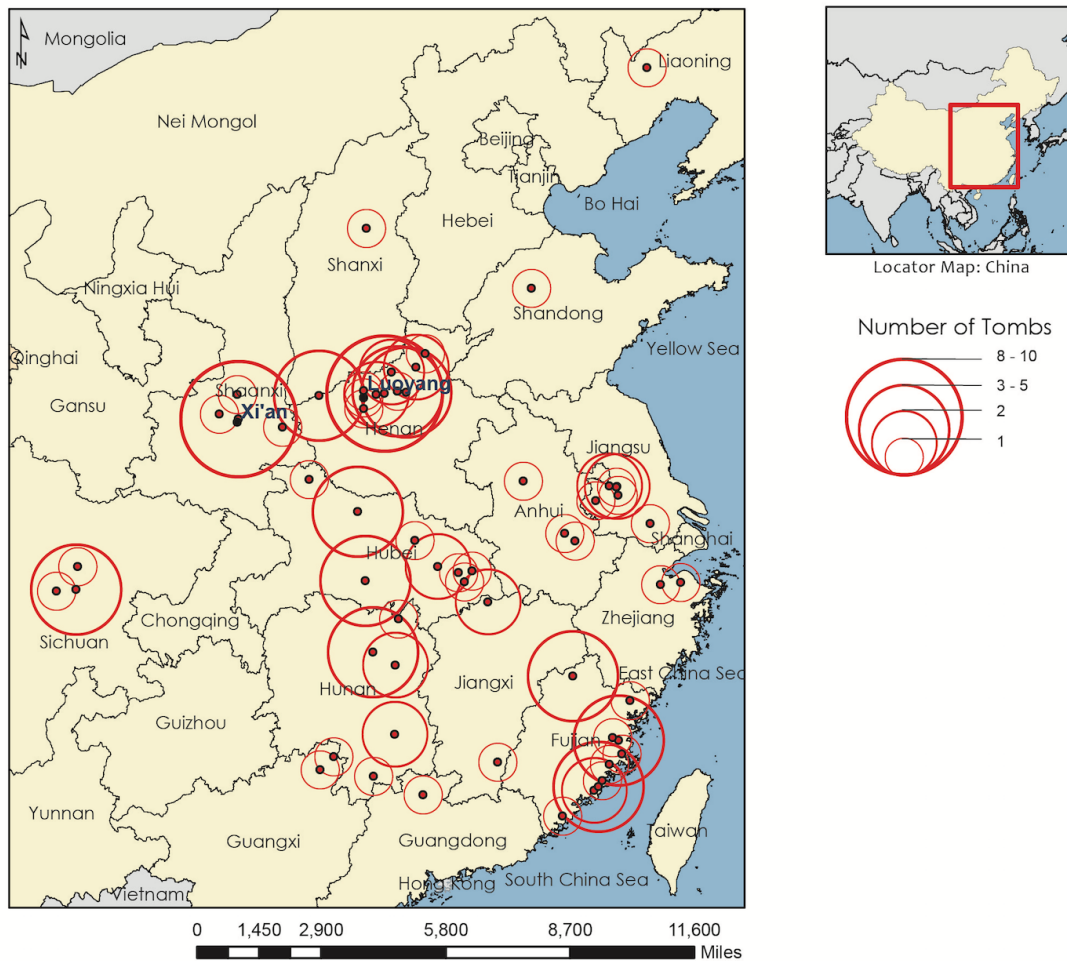 N
Mongolia
Liaoning
Nei Mongol
Beijing
Tianjin
Bo Hai
Hebei
Shanxi
Ningxia Hui
Shandong
Qinghai
Yellow Sea
Gansu
Shaanxi
Luoyang
Xi'an
Henan
Jiangsu
Anhui
Shanghai
Hubei
Sichuan
Chongqing
Zhejiang
East China Sea
Hunan
Jiangxi
Guizhou
Fujian
Yunnan
Guangxi
Guangdong
Taiwan
Hong Kong
South China Sea
Vietnam
0 1,450 2,900 5,800 8,700 11,600
Miles
Locator Map: China
Number of Tombs
8 - 10
3 - 5
2
1